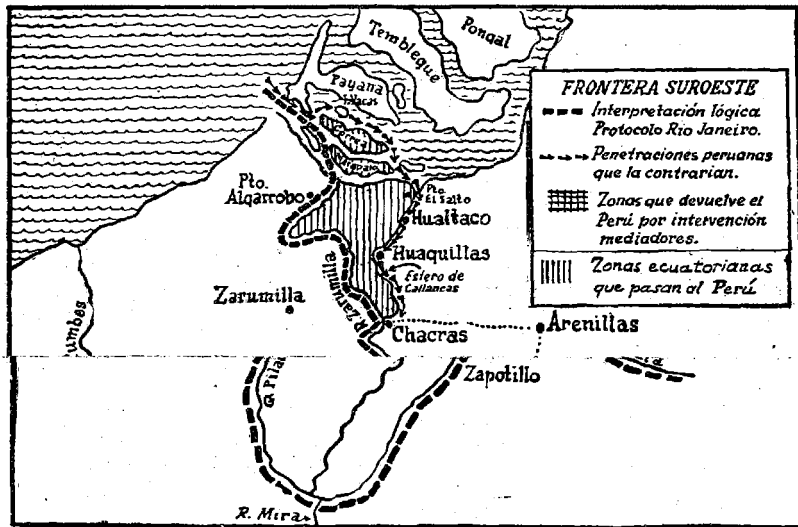 Pongal
Tembleque
Payana
FRONTERA SUROESTE
Interpretación lógica
Protocolo Rio Janeiro.
Penetraciones peruanas
que la contrarian.
Zonas que devuelve el
Perú por intervención
mediadores.
Zonas ecuatorianas
que pasan al Perú
Pto.
Algarrobo
Pto.
El Salto
Hualtaco
Huaquillas
Estero de
Zarumilla
R. Zarumilla
Chacras
Arenillas
Zapotillo
R. Mira